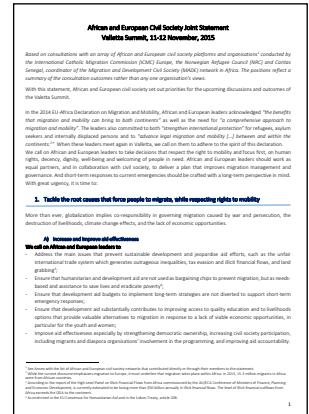 African and European Civil Society Joint Statement
Valletta Summit, 11-12 November, 2015
Based on consultations with an array of African and European civil society platforms and organisations¹ conducted by
the International Catholic Migration Commission (ICMC) Europe, the Norwegian Refugee Council (NRC) and Caritas
Senegal, coordinator of the Migration and Development Civil Society (MADE) network in Africa. The positions reflect a
summary of the consultation outcomes rather than any one organisation's views.
With this statement, African and European civil society set out priorities for the upcoming discussions and outcomes of
the Valletta Summit.
In the 2014 EU-Africa Declaration on Migration and Mobility, African and European leaders acknowledged "the benefits
that migration and mobility can bring to both continents" as well as the need for "a comprehensive approach to
migration and mobility". The leaders also committed to both "strengthen international protection" for refugees, asylum
seekers and internally displaced persons and to "advance legal migration and mobility [...] between and within the
continents."² When these leaders meet again in Valletta, we call on them to adhere to the spirit of this declaration.
We call on African and European leaders to take decisions that respect the right to mobility and focus first, on human
rights, decency, dignity, well-being and welcoming of people in need. African and European leaders should work as
equal partners, and in collaboration with civil society, to deliver a plan that improves migration management and
governance. And short-term responses to current emergencies should be crafted with a long-term perspective in mind.
With great urgency, it is time to:
1. Tackle the root causes that force people to migrate, while respecting rights to mobility
More than ever, globalization implies co-responsibility in governing migration caused by war and persecution, the
destruction of livelihoods, climate change effects, and the lack of economic opportunities.
A) Increase and improve aid effectiveness
We call on African and European leaders to
- Address the main issues that prevent sustainable development and jeopardise aid efforts, such as the unfair
international trade system which generates outrageous inequalities, tax evasion and illicit financial flows, and land
grabbing³;
- Ensure that humanitarian and development aid are not used as bargaining chips to prevent migration, but as needs-
based and assistance to save lives and eradicate poverty⁴;
- Ensure that development aid and budgets to implement long-term strategies are not diverted to support short-term
emergency responses;
- Ensure that development aid substantially contributes to improving access to quality education and to livelihood
options that provide valuable alternatives to migration in response to a lack of viable economic opportunities, in
particular for the youth and women;
- Improve aid effectiveness especially by strengthening democratic ownership, increasing civil society participation,
including migrants and diaspora organisations' involvement in the programming, and improving aid accountability.
1